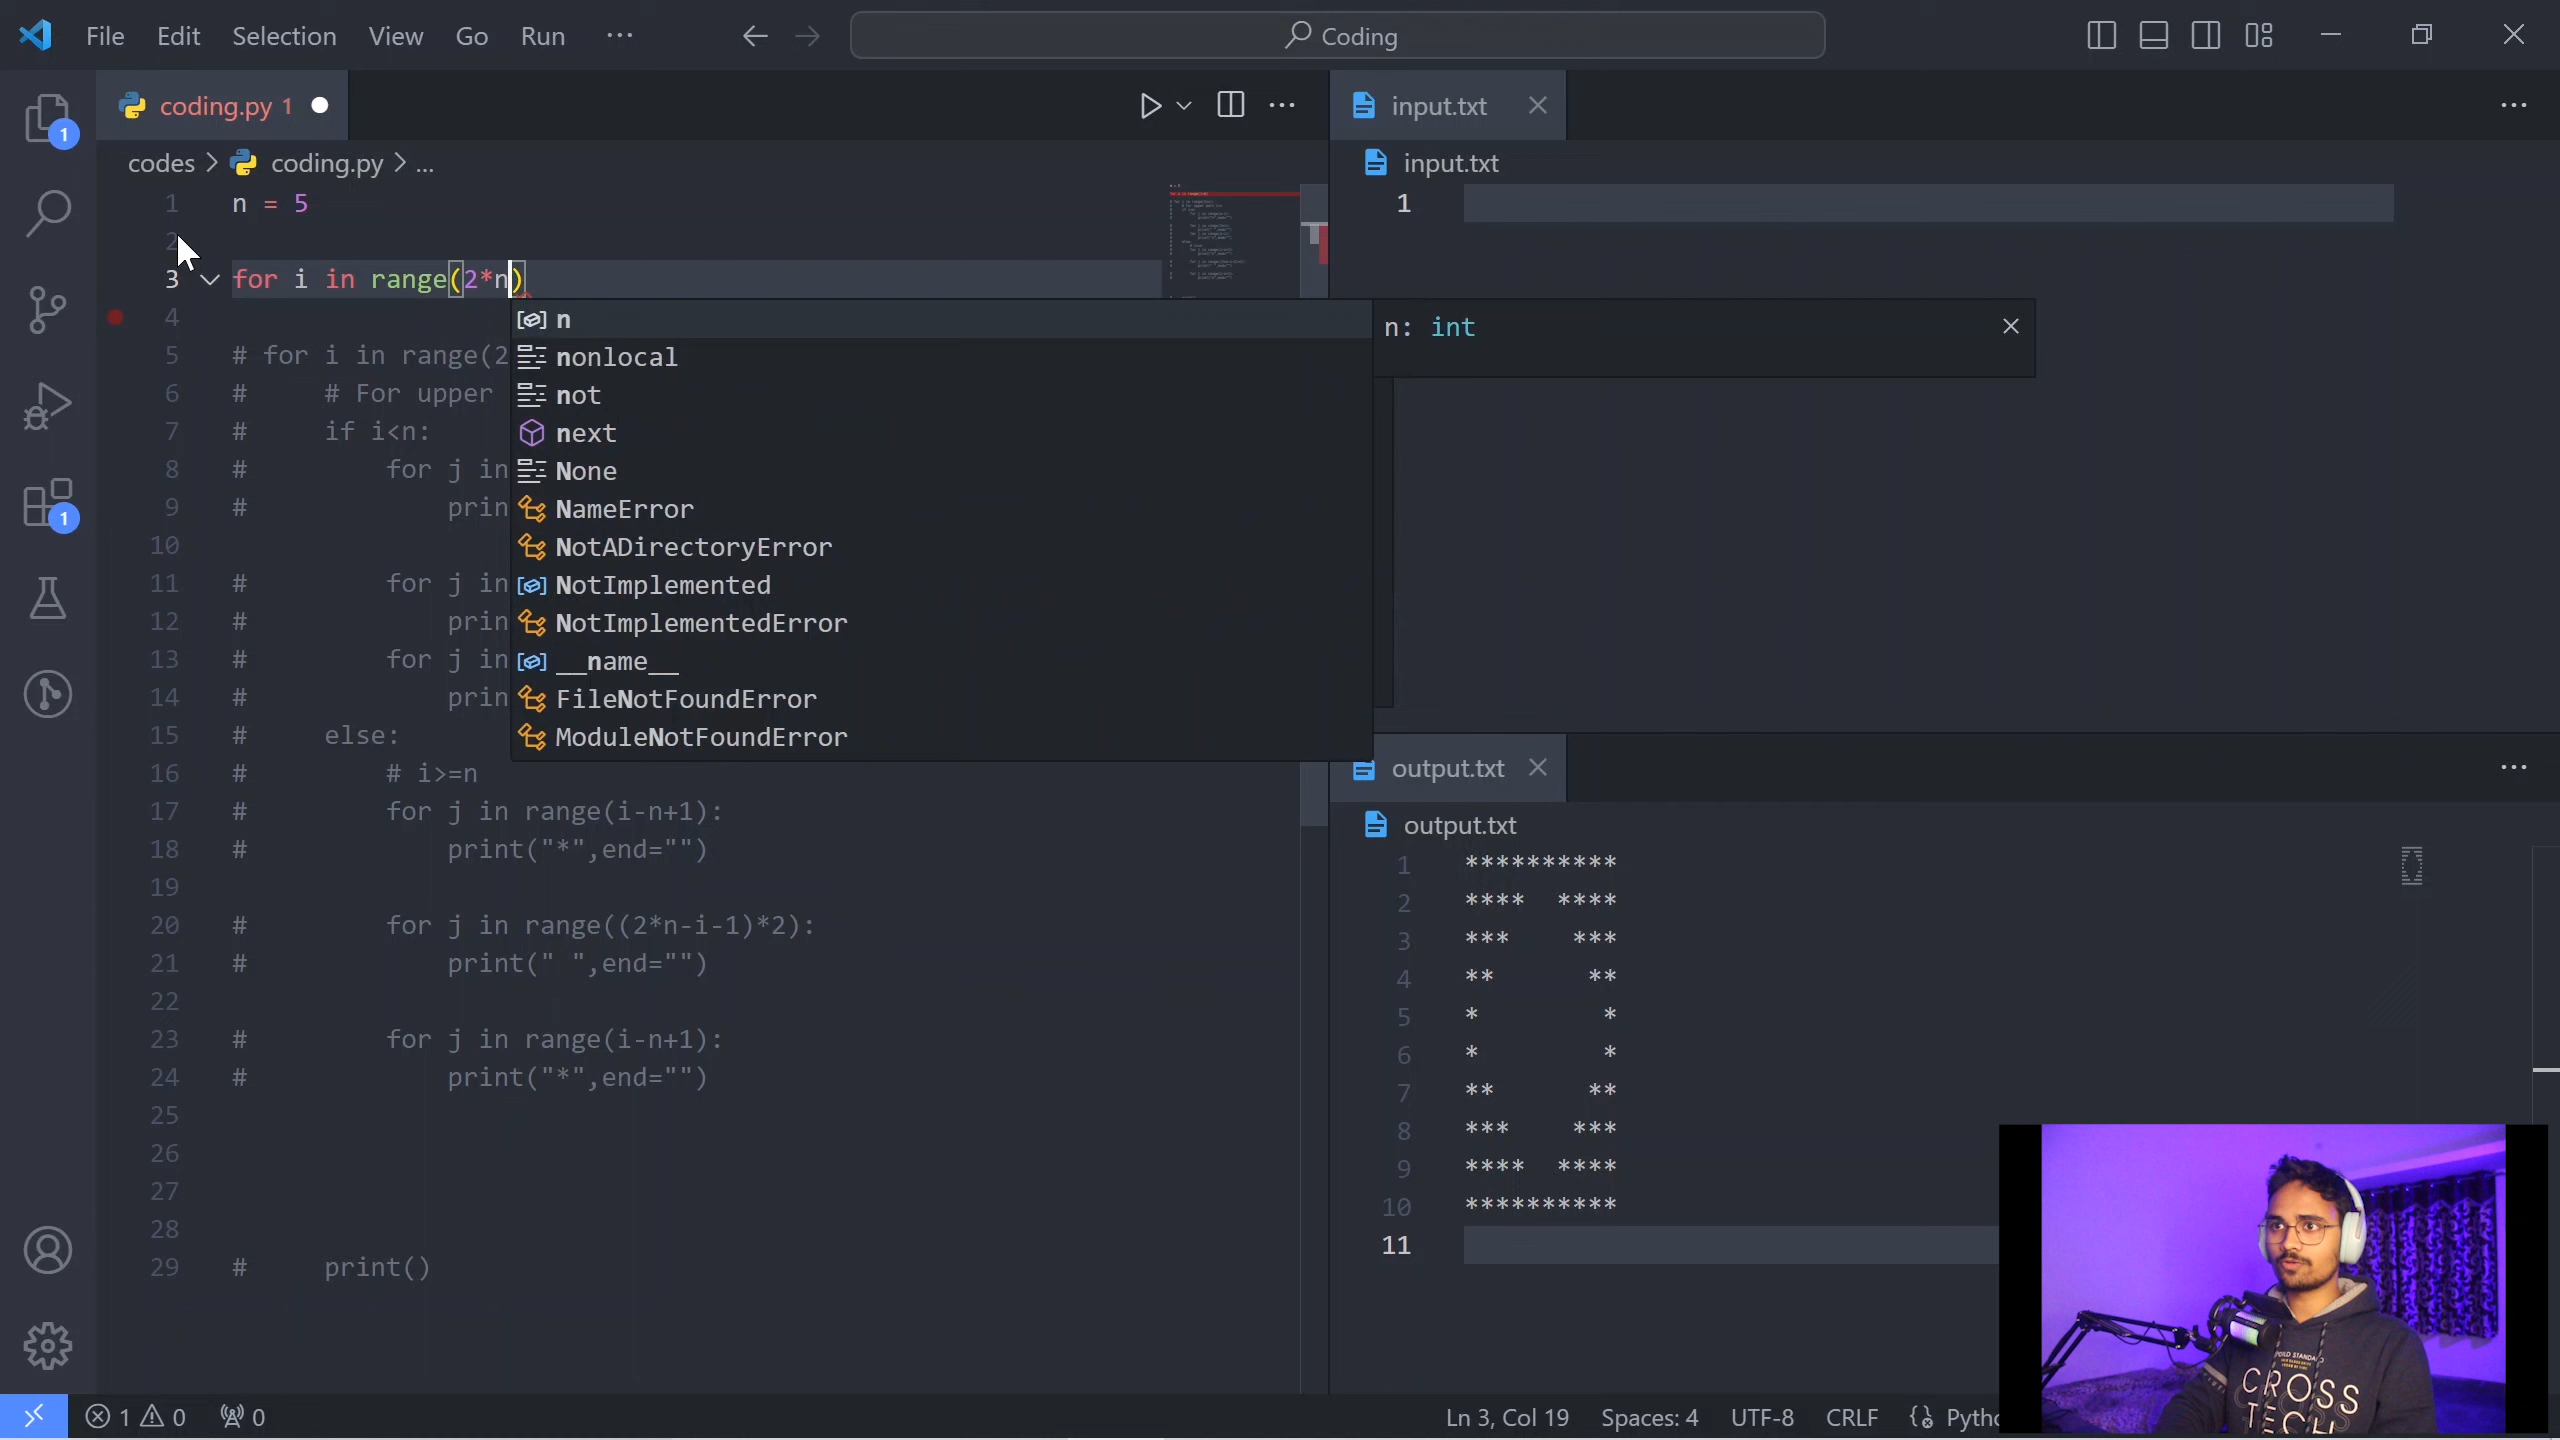 File Edit Selection View Go Run ··· Coding
coding.py 1
input.txt
codes > coding.py > ...
input.txt
1 n = 5
2
3 for i in range(2*n)
4
5 # for i in range(2
6 #     # For upper
7 #     if i<n:
8 #         for j in
9 #             prin
10
11 #         for j in
12 #             prin
13 #         for j in
14 #             prin
15 #     else:
16 #         # i>=n
17 #         for j in range(i-n+1):
18 #             print("*",end="")
19
20 #         for j in range((2*n-i-1)*2):
21 #             print(" ",end="")
22
23 #         for j in range(i-n+1):
24 #             print("*",end="")
25
26
27
28
29 #     print()
n
nonlocal
not
next
None
NameError
NotADirectoryError
NotImplemented
NotImplementedError
__name__
FileNotFoundError
ModuleNotFoundError
1
n: int
output.txt
output.txt
1 **********
2 ****  ****
3 ***    ***
4 **      **
5 *        *
6 *        *
7 **      **
8 ***    ***
9 ****  ****
10 **********
11
1
1
1 0 0
Ln 3, Col 19 Spaces: 4 UTF-8 CRLF Pytho
CROSS
TECH